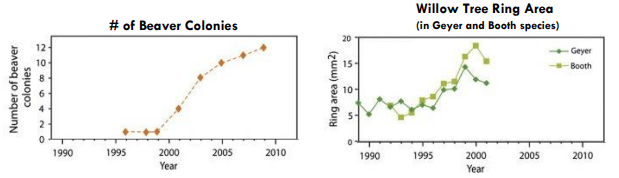 # of Beaver Colonies
Number of beaver
colonies
12
10
8
6
4
2
0
1990 1995 2000 2005 2010
Year
Willow Tree Ring Area
(in Geyer and Booth species)
Ring area (mm2)
20
15
10
5
0
Geyer
Booth
1990 1995 2000 2005 2010
Year